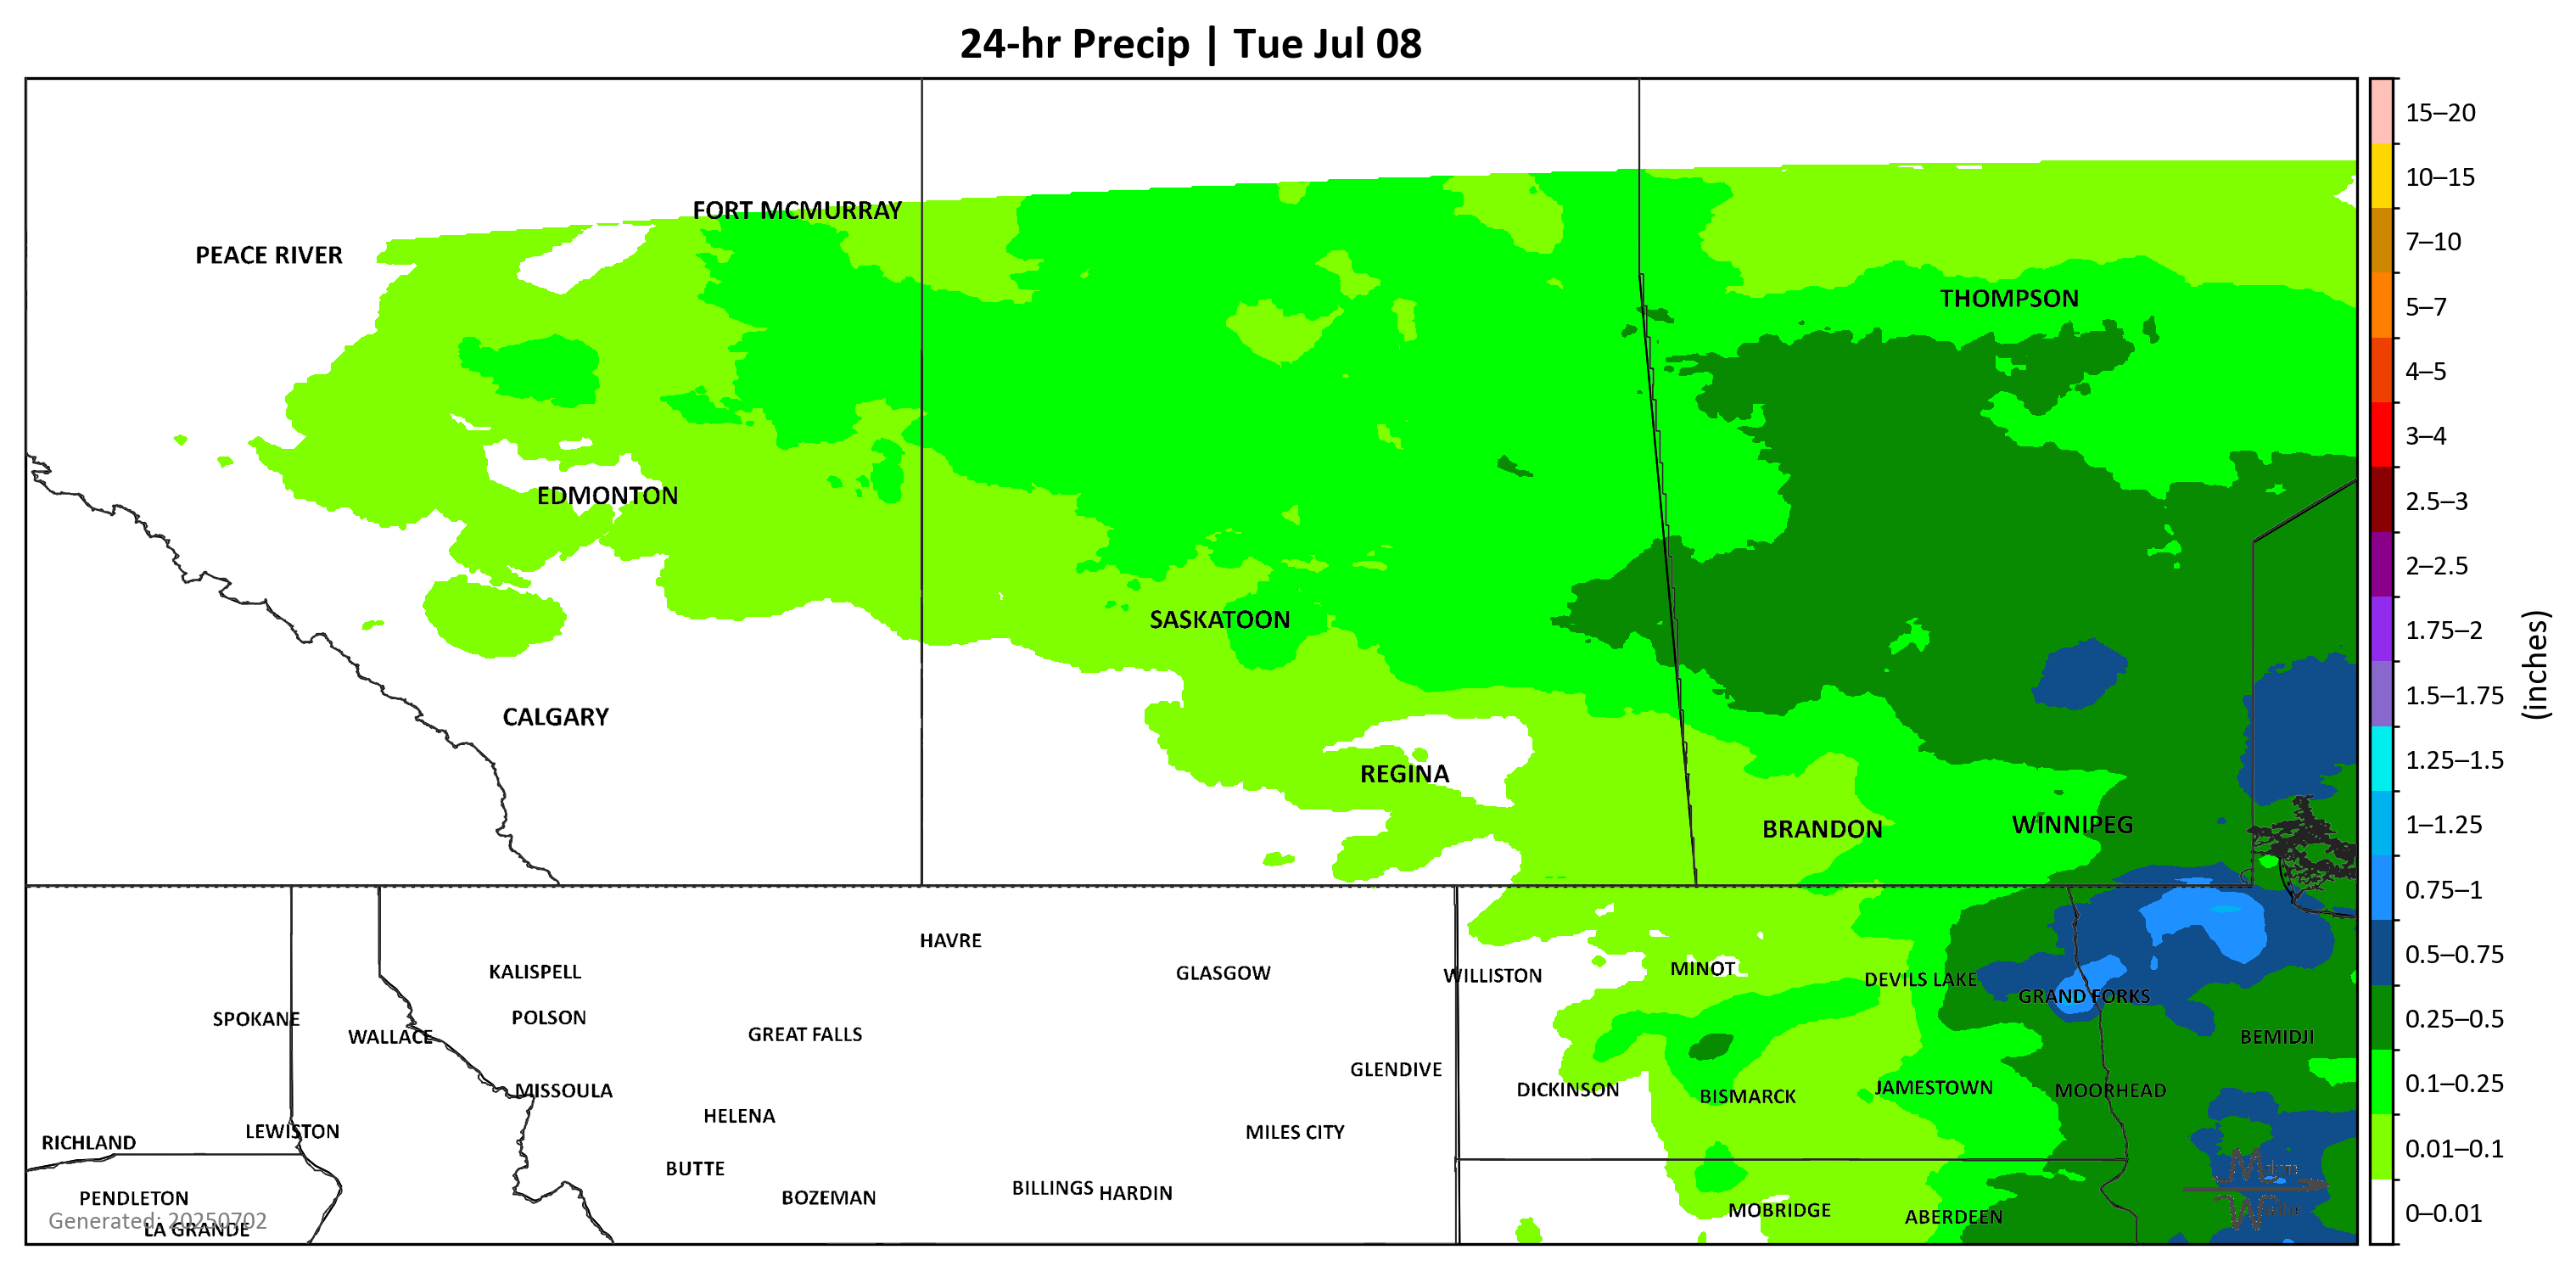 24-hr Precip | Tue Jul 08
FORT MCMURRAY
PEACE RIVER
THOMPSON
EDMONTON
SASKATOON
CALGARY
REGINA
BRANDON
WINNIPEG
HAVRE
KALISPELL
GLASGOW
WILLISTON
MINOT
DEVILS LAKE
GRAND FORKS
SPOKANE
POLSON
WALLACE
GREAT FALLS
BEMIDJI
GLENDIVE
MISSOULA
DICKINSON
BISMARCK
JAMESTOWN
MOORHEAD
HELENA
LEWISTON
MILES CITY
RICHLAND
BUTTE
PENDLETON
BOZEMAN
BILLINGS
HARDIN
MOBRIDGE
ABERDEEN
Generated: 20250702
LA GRANDE
15–20
10–15
7–10
5–7
4–5
3–4
2.5–3
2–2.5
1.75–2
1.5–1.75
1.25–1.5
1–1.25
0.75–1
0.5–0.75
0.25–0.5
0.1–0.25
0.01–0.1
0–0.01
(inches)